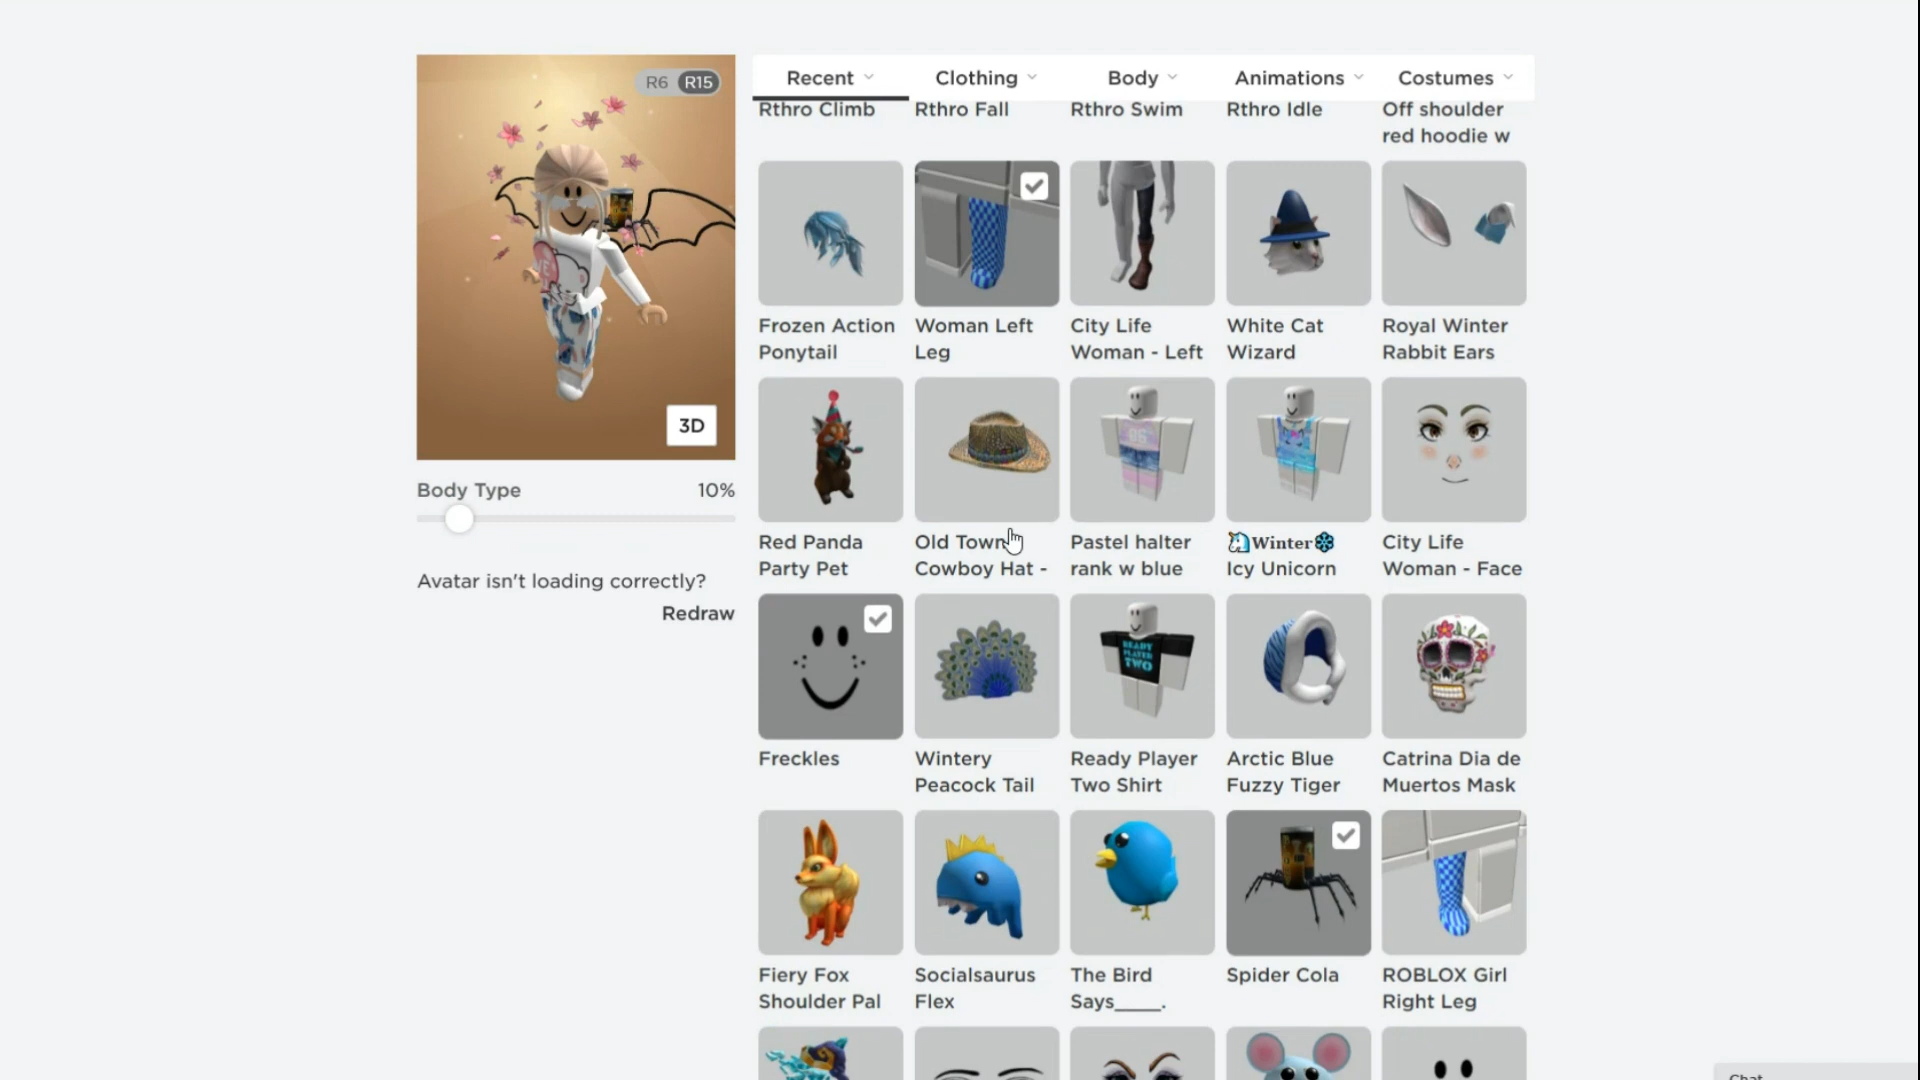 R6 R15
3D
Body Type 10%
Avatar isn't loading correctly?
Redraw
Recent Clothing Body Animations Costumes
Rthro Climb Rthro Fall Rthro Swim Rthro Idle Off shoulder
red hoodie w
Frozen Action Woman Left City Life White Cat Royal Winter
Ponytail Leg Woman - Left Wizard Rabbit Ears
06
Red Panda Old Town Pastel halter Winter City Life
Party Pet Cowboy Hat - rank w blue Icy Unicorn Woman - Face
READY
PLAYER
TWO
Freckles Wintery Ready Player Arctic Blue Catrina Dia de
Peacock Tail Two Shirt Fuzzy Tiger Muertos Mask
Fiery Fox Socialsaurus The Bird Spider Cola ROBLOX Girl
Shoulder Pal Flex Says____. Right Leg
Chat